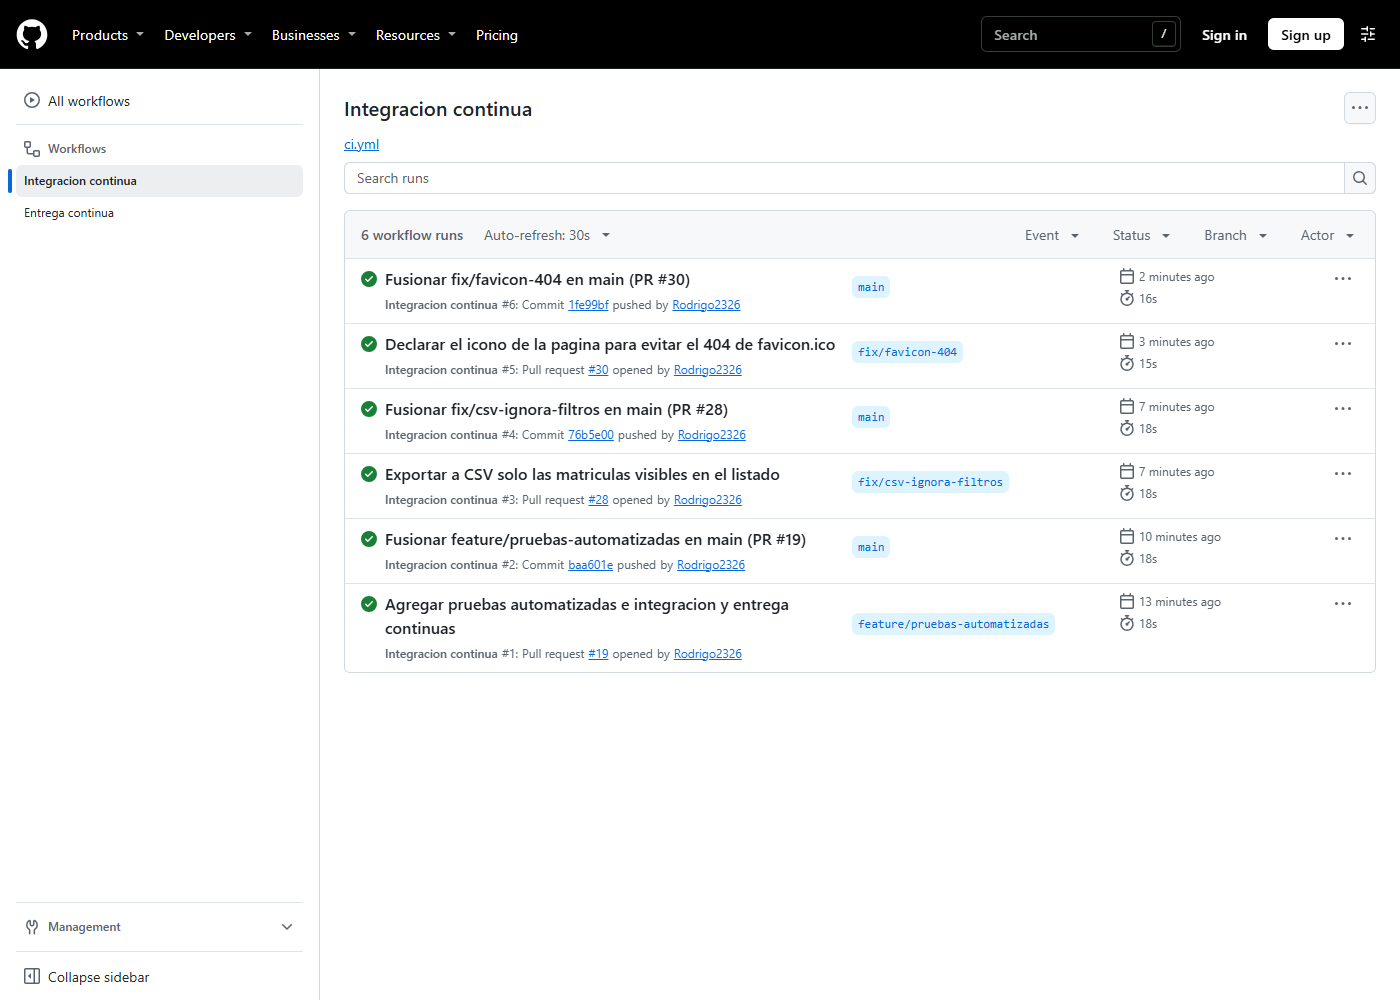 Products
Developers
Businesses
Resources
Pricing
Search
/
Sign in
Sign up
All workflows
Workflows
Integracion continua
Entrega continua
Management
Collapse sidebar
Integracion continua
ci.yml
Search runs
6 workflow runs
Auto-refresh: 30s
Event
Status
Branch
Actor
Fusionar fix/favicon-404 en main (PR #30)
Integracion continua #6: Commit 1fe99bf pushed by Rodrigo2326
main
2 minutes ago
16s
Declarar el icono de la pagina para evitar el 404 de favicon.ico
Integracion continua #5: Pull request #30 opened by Rodrigo2326
fix/favicon-404
3 minutes ago
15s
Fusionar fix/csv-ignora-filtros en main (PR #28)
Integracion continua #4: Commit 76b5e00 pushed by Rodrigo2326
main
7 minutes ago
18s
Exportar a CSV solo las matriculas visibles en el listado
Integracion continua #3: Pull request #28 opened by Rodrigo2326
fix/csv-ignora-filtros
7 minutes ago
18s
Fusionar feature/pruebas-automatizadas en main (PR #19)
Integracion continua #2: Commit baa601e pushed by Rodrigo2326
main
10 minutes ago
18s
Agregar pruebas automatizadas e integracion y entrega
continuas
Integracion continua #1: Pull request #19 opened by Rodrigo2326
feature/pruebas-automatizadas
13 minutes ago
18s